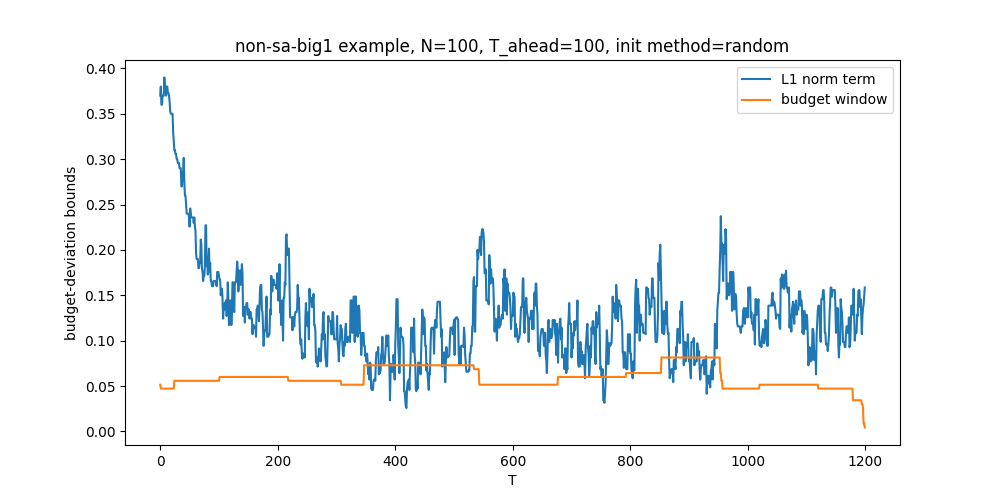 non-sa-big1 example, N=100, T_ahead=100, init method=random
L1 norm term
budget window
budget-deviation bounds
0.40
0.35
0.30
0.25
0.20
0.15
0.10
0.05
0.00
0 200 400 600 800 1000 1200
T